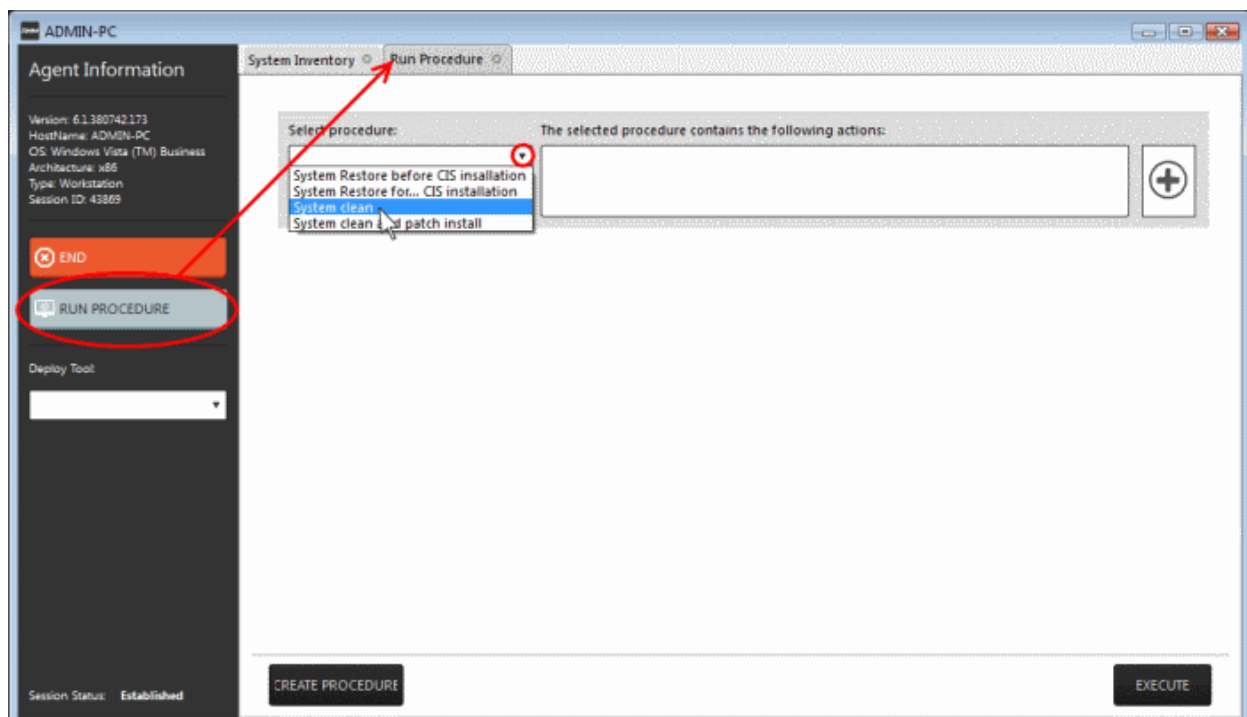 ADMIN-PC
Agent Information
Version: 6.1.380742.173
HostName: ADMIN-PC
OS: Windows Vista (TM) Business
Architecture: x86
Type: Workstation
Session ID: 43869
END
RUN PROCEDURE
Deploy Tool:
Session Status: Established
System Inventory
Run Procedure
Select procedure:
The selected procedure contains the following actions:
System Restore before CIS insallation
System Restore for... CIS installation
System clean
System clean and patch install
CREATE PROCEDURE
EXECUTE